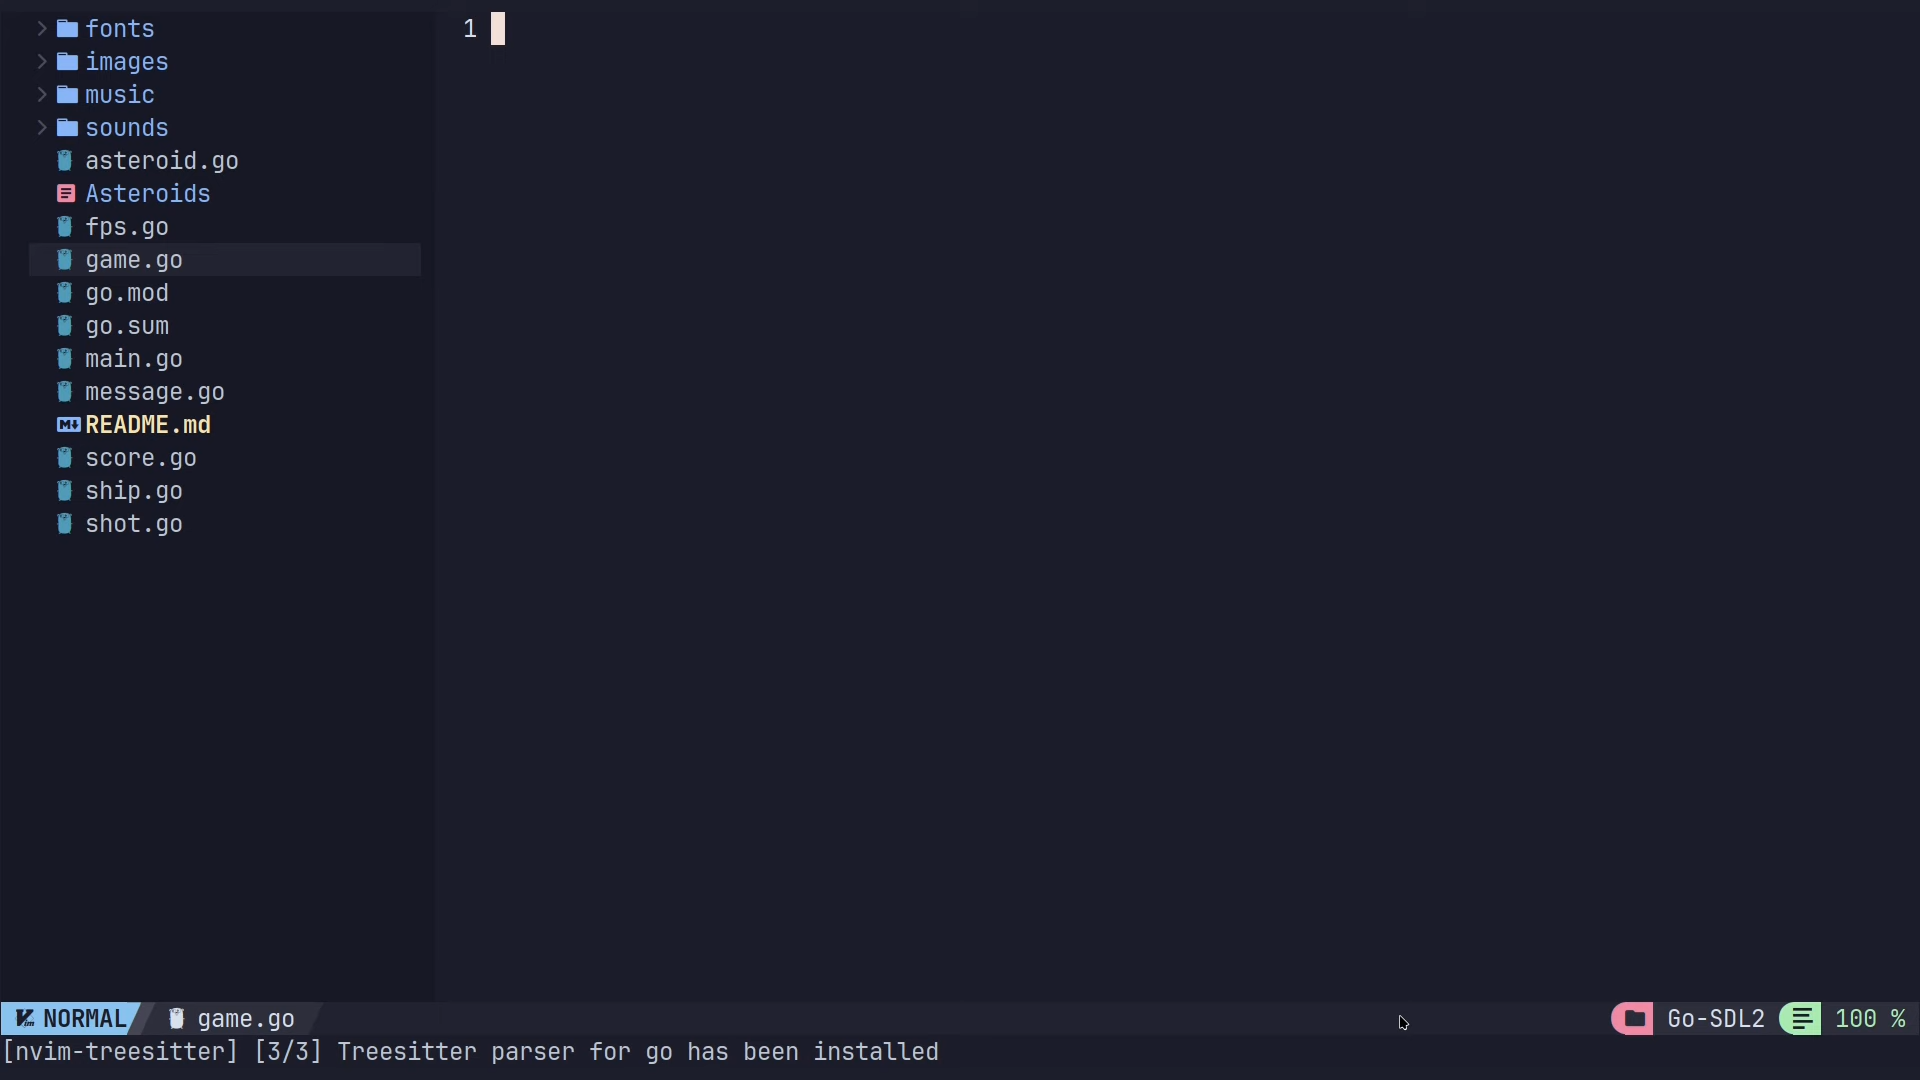 fonts
images
music
sounds
asteroid.go
Asteroids
fps.go
game.go
go.mod
go.sum
main.go
message.go
README.md
score.go
ship.go
shot.go
1
NORMAL game.go
Go-SDL2 100 %
[nvim-treesitter] [3/3] Treesitter parser for go has been installed